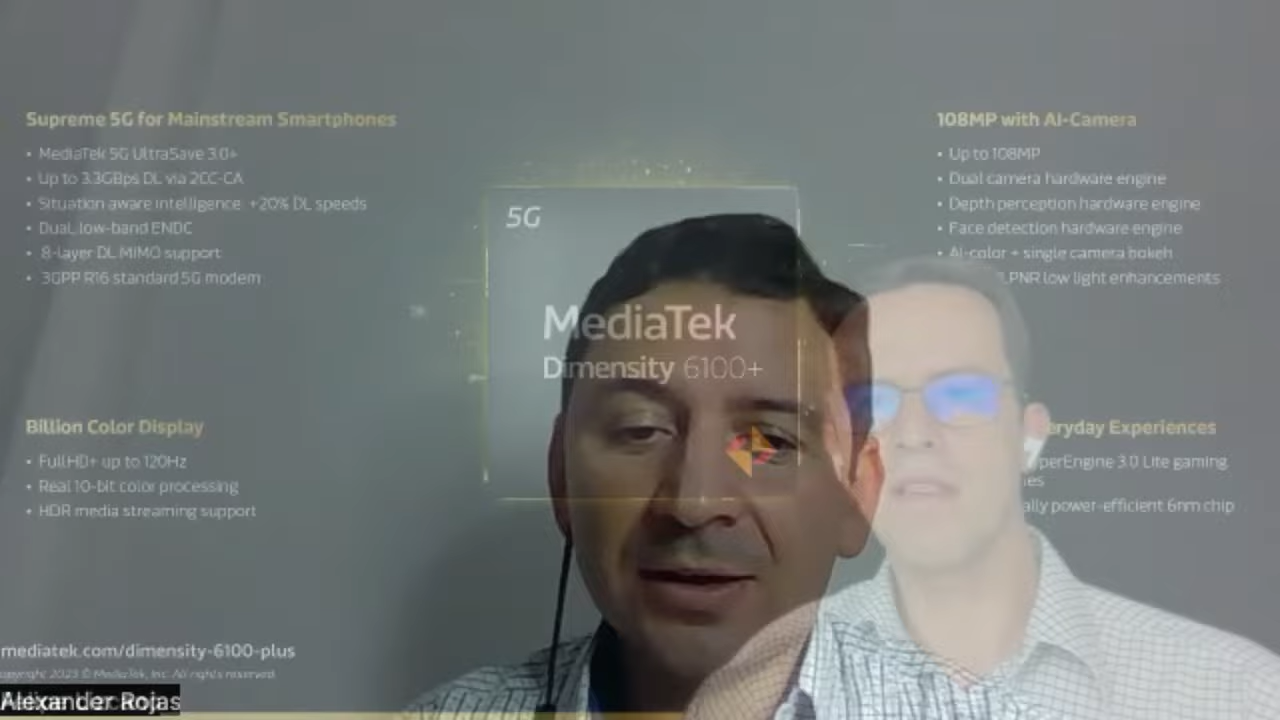 Supreme 5G for Mainstream Smartphones
• MediaTek 5G UltraSave 3.0+
• Up to 3.3GBps DL via 2CC-CA
• Situation aware intelligence +20% DL speeds
• Dual, low-band ENDC
• 8-layer DL MIMO support
• 3GPP R16 standard 5G modem
Billion Color Display
• FullHD+ up to 120Hz
• Real 10-bit color processing
• HDR media streaming support
5G
MediaTek
Dimensity 6100+
108MP with AI-Camera
• Up to 108MP
• Dual camera hardware engine
• Depth perception hardware engine
• Face detection hardware engine
• AI-color + single camera bokeh
PNR low light enhancements
eryday Experiences
perEngine 3.0 Lite gaming
es
ally power-efficient 6nm chip
mediatek.com/dimensity-6100-plus
opyright 2023 © MediaTek, Inc. All rights reserved.
Alexander Rojas